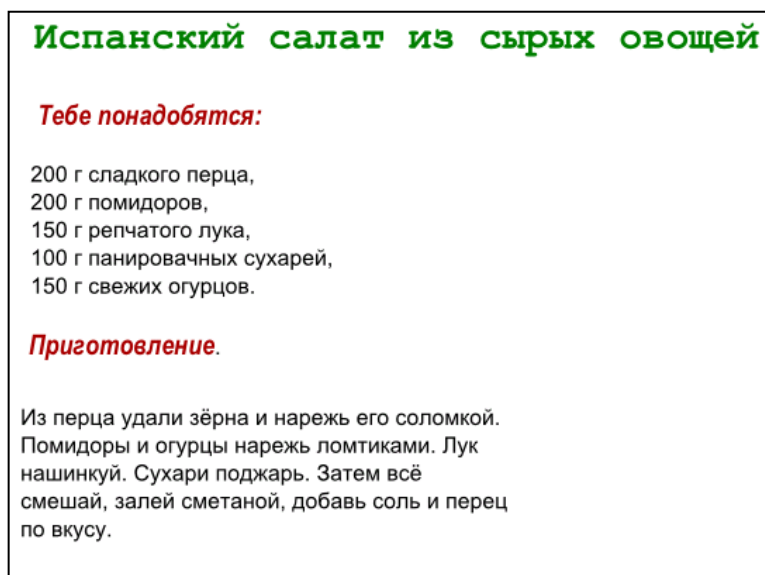 Испанский салат из сырых овощей
Тебе понадобятся:
200 г сладкого перца,
200 г помидоров,
150 г репчатого лука,
100 г панировачных сухарей,
150 г свежих огурцов.
Приготовление.
Из перца удали зёрна и нарежь его соломкой.
Помидоры и огурцы нарежь ломтиками. Лук
нашинкуй. Сухари поджарь. Затем всё
смешай, залей сметаной, добавь соль и перец
по вкусу.